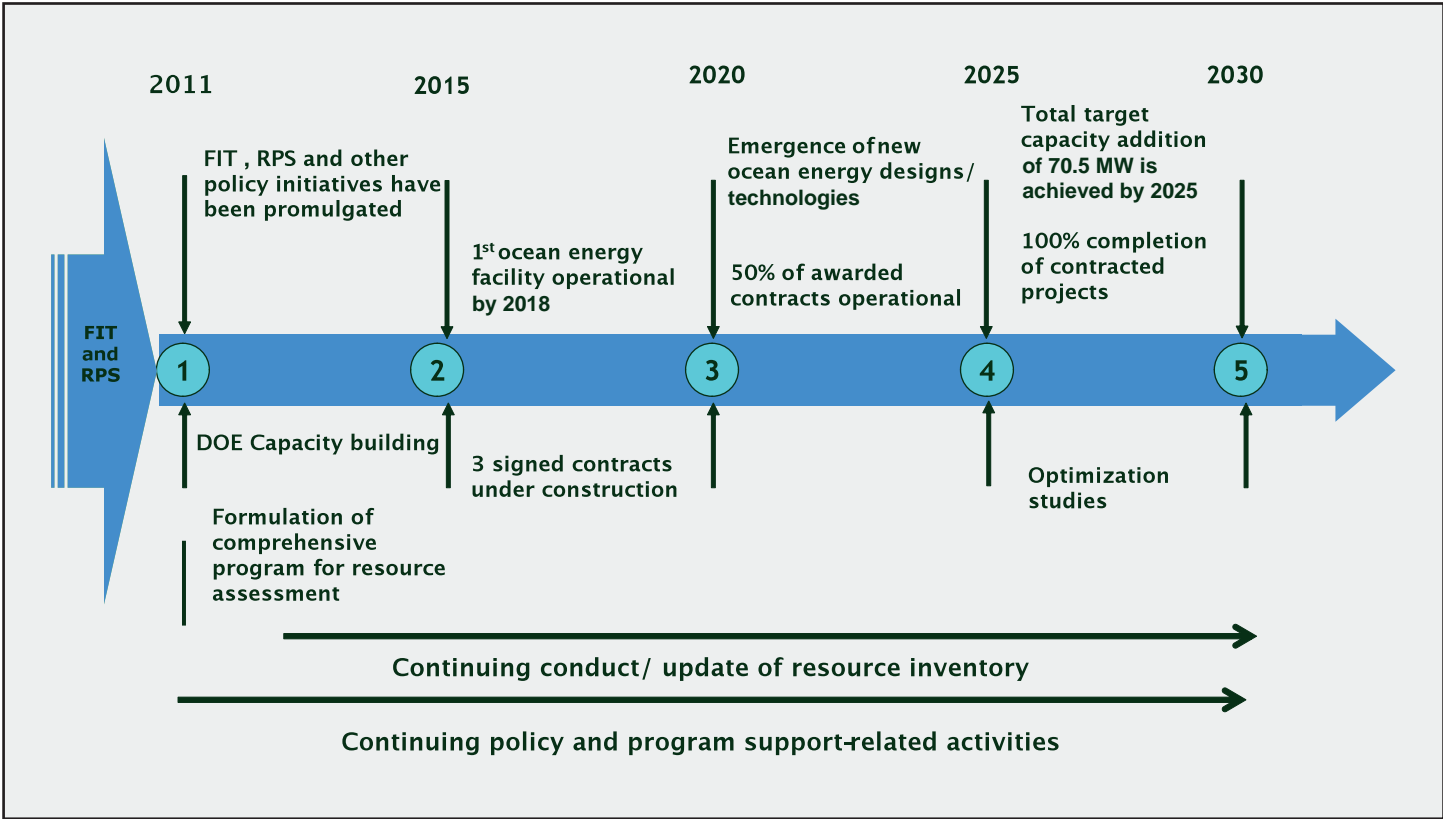 2011
2015
2020
2025
2030
FIT , RPS and other
policy initiatives have
been promulgated
1st ocean energy
facility operational
by 2018
Emergence of new
ocean energy designs/
technologies
50% of awarded
contracts operational
Total target
capacity addition
of 70.5 MW is
achieved by 2025
100% completion
of contracted
projects
FIT
and
RPS
1
2
3
4
5
DOE Capacity building
Formulation of
comprehensive
program for resource
assessment
3 signed contracts
under construction
Optimization
studies
Continuing conduct/ update of resource inventory
Continuing policy and program support-related activities